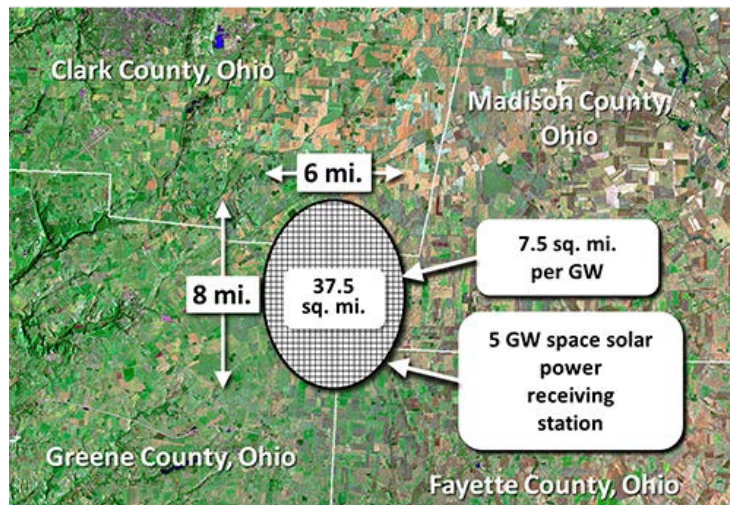 Clark County, Ohio
Madison County,
Ohio
6 mi.
7.5 sq. mi.
per GW
8 mi.
37.5
sq. mi.
5 GW space solar
power
receiving
station
Greene County, Ohio
Fayette County, Ohio